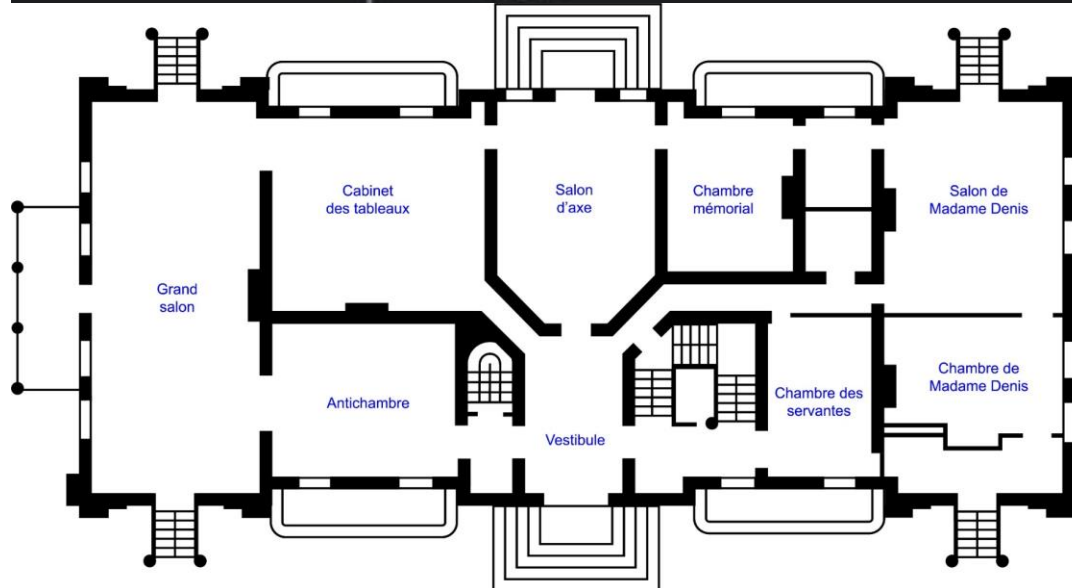 Cabinet
des tableaux
Salon
d'axe
Chambre
mémorial
Salon de
Madame Denis
Grand
salon
Antichambre
Vestibule
Chambre des
servantes
Chambre de
Madame Denis